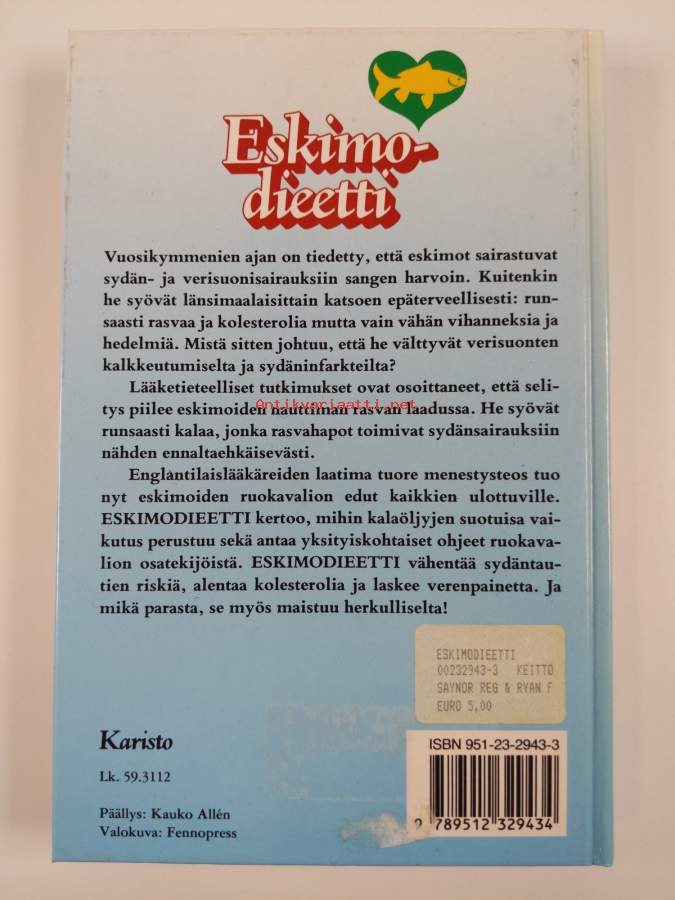 Eskimo-
dieetti
Vuosikymmenien ajan on tiedetty, että eskimot sairastuvat
sydän- ja verisuonisairauksiin sangen harvoin. Kuitenkin
he syövät länsimaalaisittain katsoen epäterveellisesti: run-
saasti rasvaa ja kolesterolia mutta vain vähän vihanneksia ja
hedelmiä. Mistä sitten johtuu, että he välttyvät verisuonten
kalkkeutumiselta ja sydäninfarkteilta?
Lääketieteelliset tutkimukset ovat osoittaneet, että seli-
tys piilee eskimoiden nauttiman rasvan laadussa. He syövät
Antikvariaatti.net
runsaasti kalaa, jonka rasvahapot toimivat sydänsairauksiin
nähden ennaltaehkäisevästi.
Englantilaislääkäreiden laatima tuore menestysteos tuo
nyt eskimoiden ruokavalion edut kaikkien ulottuville.
ESKIMODIEETTI kertoo, mihin kalaöljyjen suotuisa vai-
kutus perustuu sekä antaa yksityiskohtaiset ohjeet ruokava-
lion osatekijöistä. ESKIMODIEETTI vähentää sydäntau-
tien riskiä, alentaa kolesterolia ja laskee verenpainetta. Ja
mikä parasta, se myös maistuu herkulliselta!
ESKIMODIEETTI
00232943-3 KEITTO
SAYNOR REG & RYAN F
EURO 5,00
Karisto
Lk. 59.3112
Päällys: Kauko Allén
Valokuva: Fennopress
ISBN 951-23-2943-3
9 789512 329434